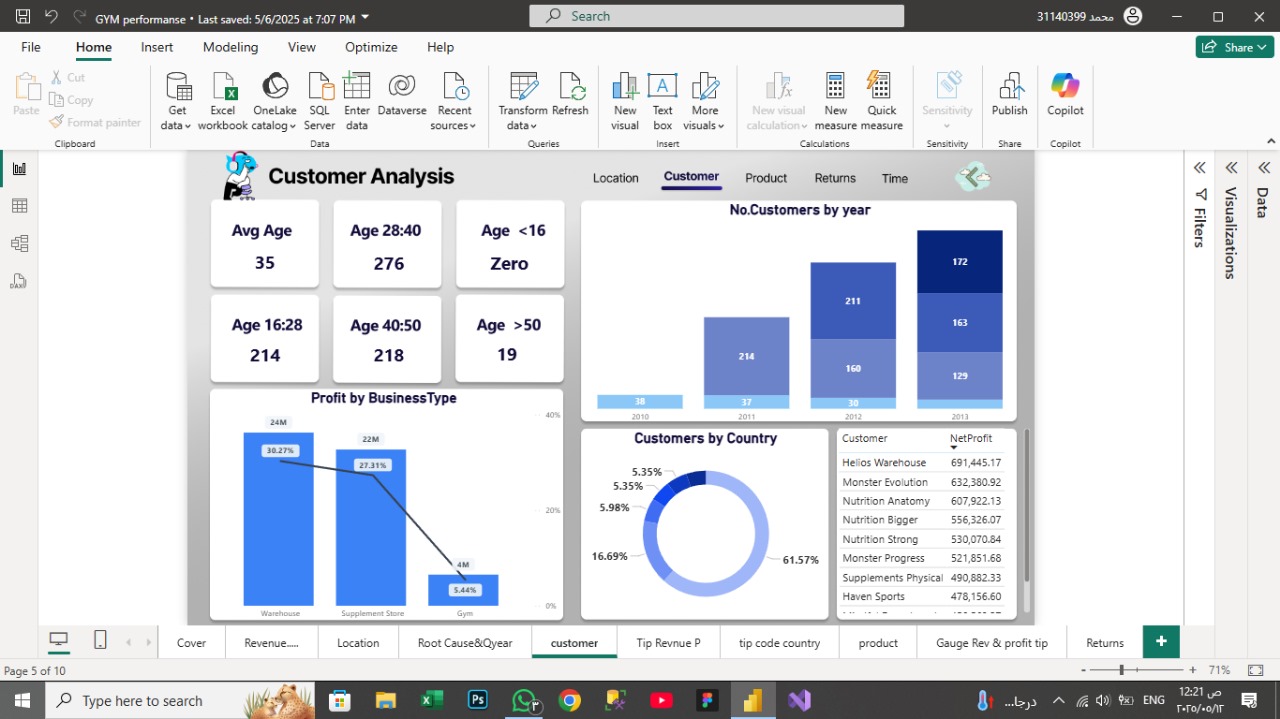 GYM performanse • Last saved: 5/6/2025 at 7:07 PM
Search
محمد 31140399
File Home Insert Modeling View Optimize Help
Share
Paste
Cut
Copy
Format painter
Clipboard
Get data
Excel workbook
OneLake catalog
SQL Server
Enter data
Dataverse
Recent sources
Data
Transform data
Refresh
Queries
New visual
Text box
More visuals
Insert
New visual calculation
New measure
Quick measure
Calculations
Sensitivity
Sensitivity
Publish
Share
Copilot
Copilot
Customer Analysis
Location Customer Product Returns Time
Avg Age
35
Age 28:40
276
Age <16
Zero
Age 16:28
214
Age 40:50
218
Age >50
19
No.Customers by year
38
2010
214
37
2011
211
160
30
2012
172
163
129
2013
Profit by BusinessType
40%
20%
0%
24M
30.27%
22M
27.31%
4M
5.44%
Warehouse Supplement Store Gym
Customers by Country
5.35%
5.35%
5.98%
16.69%
61.57%
Customer NetProfit
Helios Warehouse 691,445.17
Monster Evolution 632,380.92
Nutrition Anatomy 607,922.13
Nutrition Bigger 556,326.07
Nutrition Strong 530,070.84
Monster Progress 521,851.68
Supplements Physical 490,882.33
Haven Sports 478,156.60
Filters
Visualizations
Data
Cover Revenue..... Location Root Cause&Qyear customer Tip Revnue P tip code country product Gauge Rev & profit tip Returns +
Page 5 of 10
- + 71%
Type here to search
Ps
٣
درجا...
ENG
12:21 ص
٢٠٢٥/٠٥/١٣